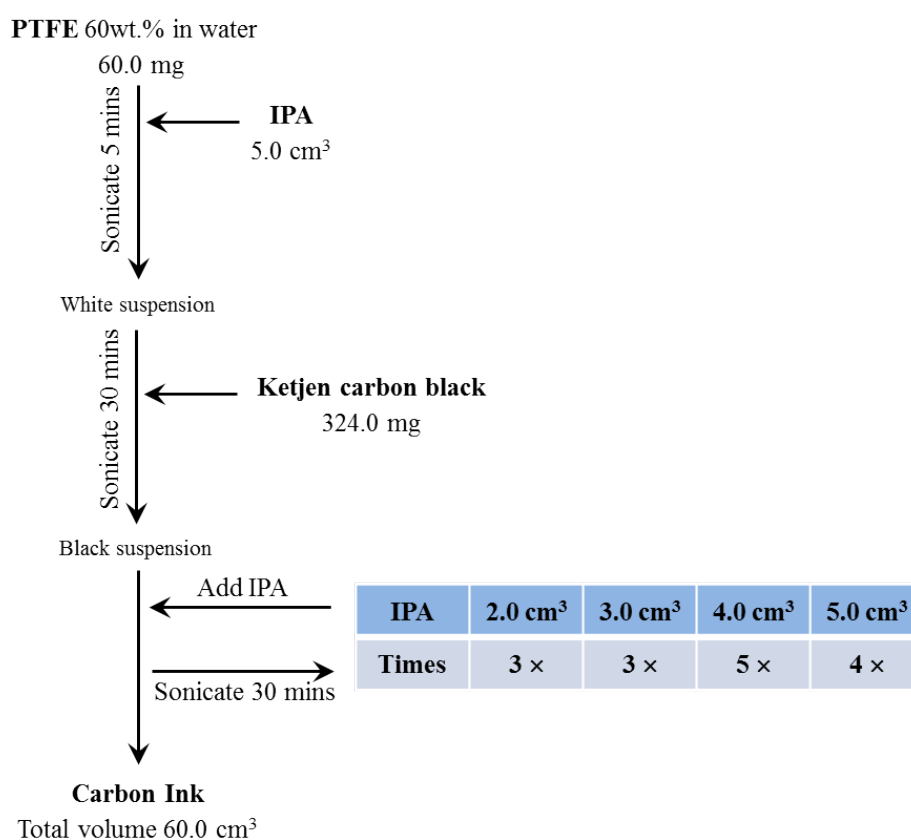 PTFE 60wt.% in water
60.0 mg
Sonicate 5 mins
IPA
5.0 cm³
White suspension
Sonicate 30 mins
Ketjen carbon black
324.0 mg
Black suspension
Add IPA
Sonicate 30 mins
IPA 2.0 cm³ 3.0 cm³ 4.0 cm³ 5.0 cm³
Times 3 × 3 × 5 × 4 ×
Carbon Ink
Total volume 60.0 cm³